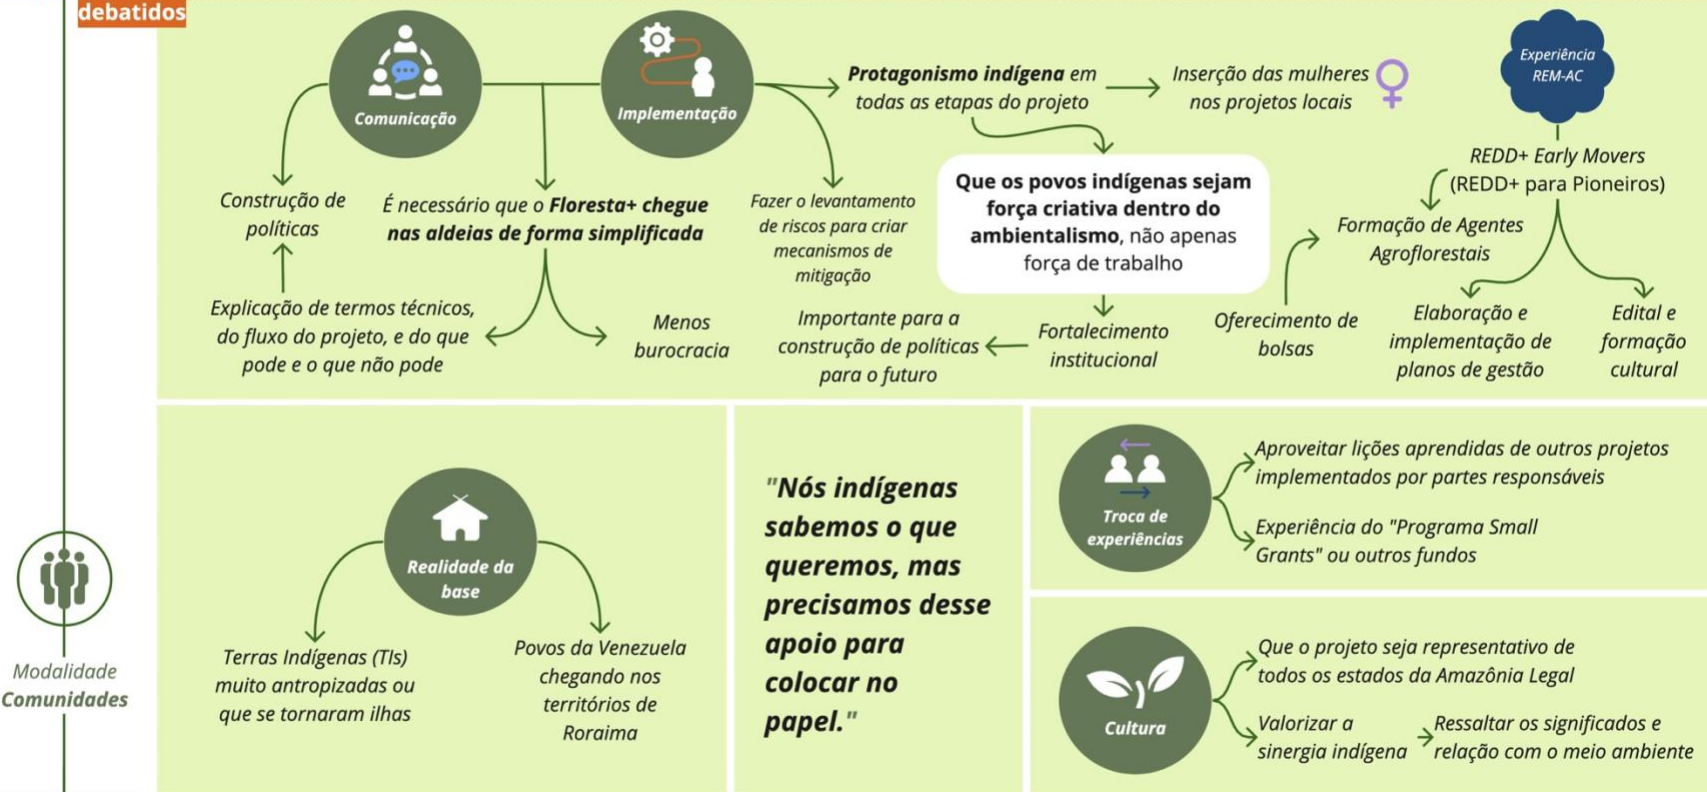 debatidos
Comunicação
Implementação
Protagonismo indígena em
todas as etapas do projeto
Inserção das mulheres
nos projetos locais
Experiência
REM-AC
Construção de
políticas
É necessário que o Floresta+ chegue
nas aldeias de forma simplificada
Explicação de termos técnicos,
do fluxo do projeto, e do que
pode e o que não pode
Menos
burocracia
Fazer o levantamento
de riscos para criar
mecanismos de
mitigação
Que os povos indígenas sejam
força criativa dentro do
ambientalismo, não apenas
força de trabalho
Fortalecimento
institucional
Importante para a
construção de políticas
para o futuro
REDD+ Early Movers
(REDD+ para Pioneiros)
Formação de Agentes
Agroflorestais
Oferecimento de
bolsas
Elaboração e
implementação de
planos de gestão
Edital e
formação
cultural
Modalidade
Comunidades
Realidade da
base
Terras Indígenas (TIs)
muito antropizadas ou
que se tornaram ilhas
Povos da Venezuela
chegando nos
territórios de
Roraima
"Nós indígenas
sabemos o que
queremos, mas
precisamos desse
apoio para
colocar no
papel."
Troca de
experiências
Aproveitar lições aprendidas de outros projetos
implementados por partes responsáveis
Experiência do "Programa Small
Grants" ou outros fundos
Cultura
Que o projeto seja representativo de
todos os estados da Amazônia Legal
Valorizar a
sinergia indígena
Ressaltar os significados e
relação com o meio ambiente